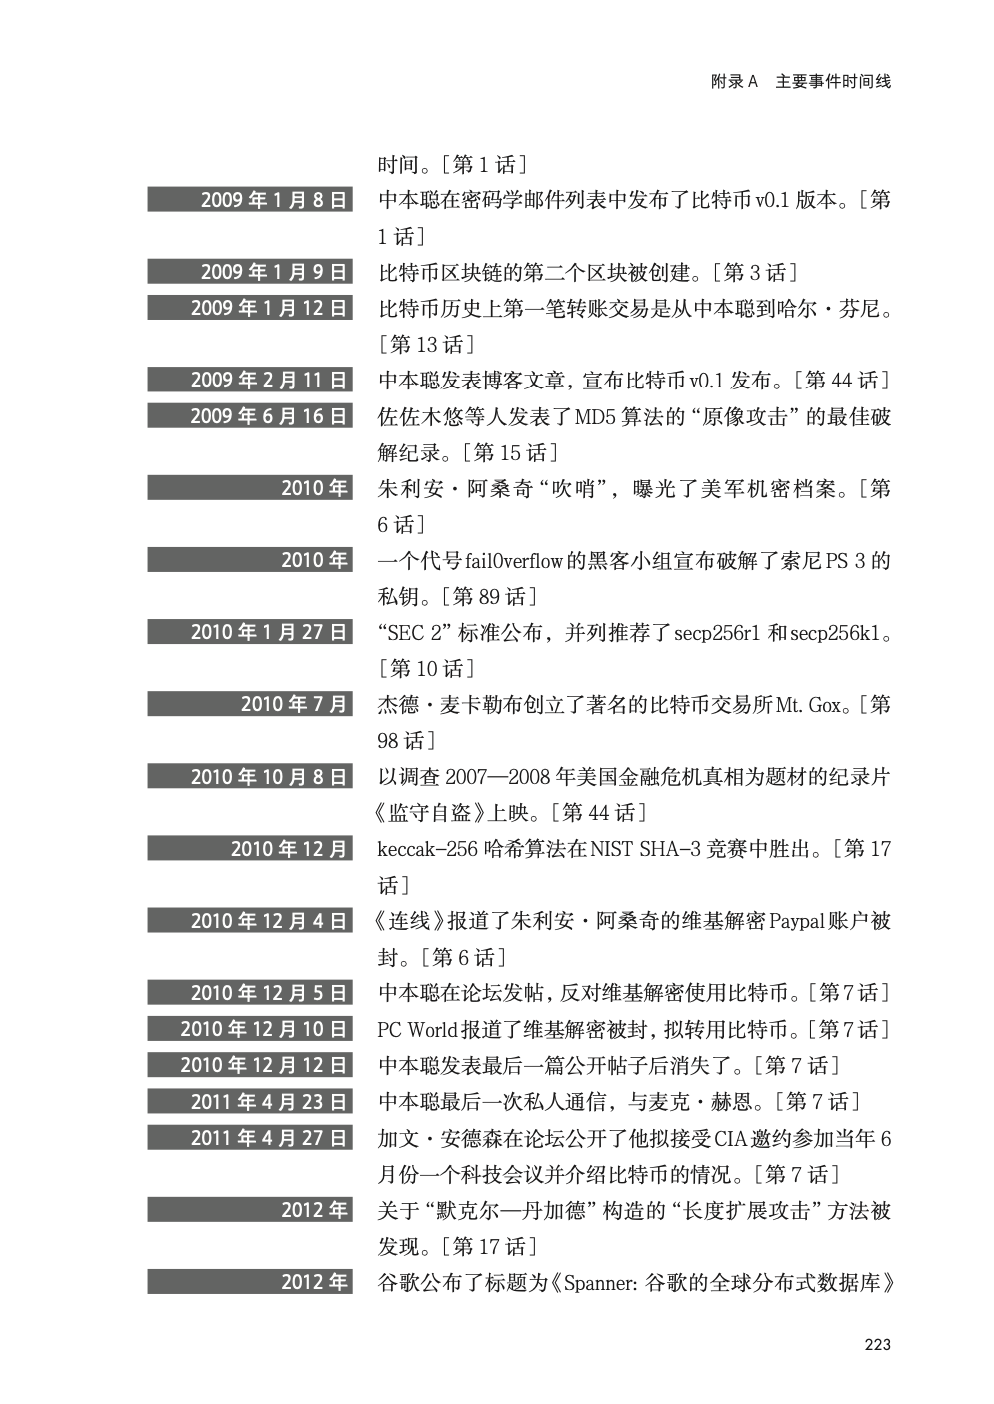 附录 A　主要事件时间线
时间。［第 1 话］
2009 年 1 月 8 日　中本聪在密码学邮件列表中发布了比特币 v0.1 版本。［第
1 话］
2009 年 1 月 9 日　比特币区块链的第二个区块被创建。［第 3 话］
2009 年 1 月 12 日　比特币历史上第一笔转账交易是从中本聪到哈尔·芬尼。
［第 13 话］
2009 年 2 月 11 日　中本聪发表博客文章，宣布比特币 v0.1 发布。［第 44 话］
2009 年 6 月 16 日　佐佐木悠等人发表了 MD5 算法的“原像攻击”的最佳破
解纪录。［第 15 话］
2010 年　朱利安·阿桑奇“吹哨”，曝光了美军机密档案。［第
6 话］
2010 年　一个代号 fail0verflow 的黑客小组宣布破解了索尼 PS 3 的
私钥。［第 89 话］
2010 年 1 月 27 日　“SEC 2”标准公布，并列推荐了 secp256r1 和 secp256k1。
［第 10 话］
2010 年 7 月　杰德·麦卡勒布创立了著名的比特币交易所 Mt. Gox。［第
98 话］
2010 年 10 月 8 日　以调查 2007—2008 年美国金融危机真相为题材的纪录片
《监守自盗》上映。［第 44 话］
2010 年 12 月　keccak–256 哈希算法在 NIST SHA–3 竞赛中胜出。［第 17
话］
2010 年 12 月 4 日　《连线》报道了朱利安·阿桑奇的维基解密 Paypal 账户被
封。［第 6 话］
2010 年 12 月 5 日　中本聪在论坛发帖，反对维基解密使用比特币。［第 7 话］
2010 年 12 月 10 日　PC World 报道了维基解密被封，拟转用比特币。［第 7 话］
2010 年 12 月 12 日　中本聪发表最后一篇公开帖子后消失了。［第 7 话］
2011 年 4 月 23 日　中本聪最后一次私人通信，与麦克·赫恩。［第 7 话］
2011 年 4 月 27 日　加文·安德森在论坛公开了他拟接受 CIA 邀约参加当年 6
月份一个科技会议并介绍比特币的情况。［第 7 话］
2012 年　关于“默克尔—丹加德”构造的“长度扩展攻击”方法被
发现。［第 17 话］
2012 年　谷歌公布了标题为《Spanner: 谷歌的全球分布式数据库》
223